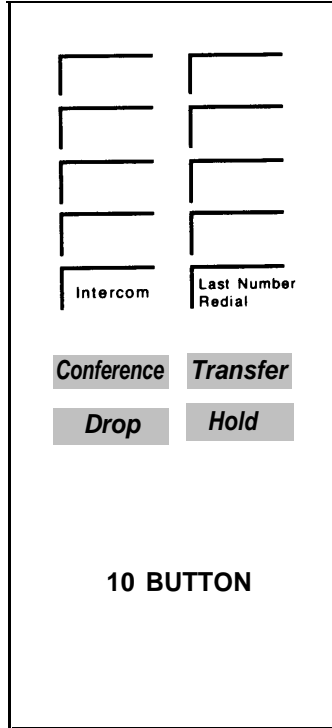 Intercom
Last Number
Redial
Conference Transfer
Drop Hold
10 BUTTON